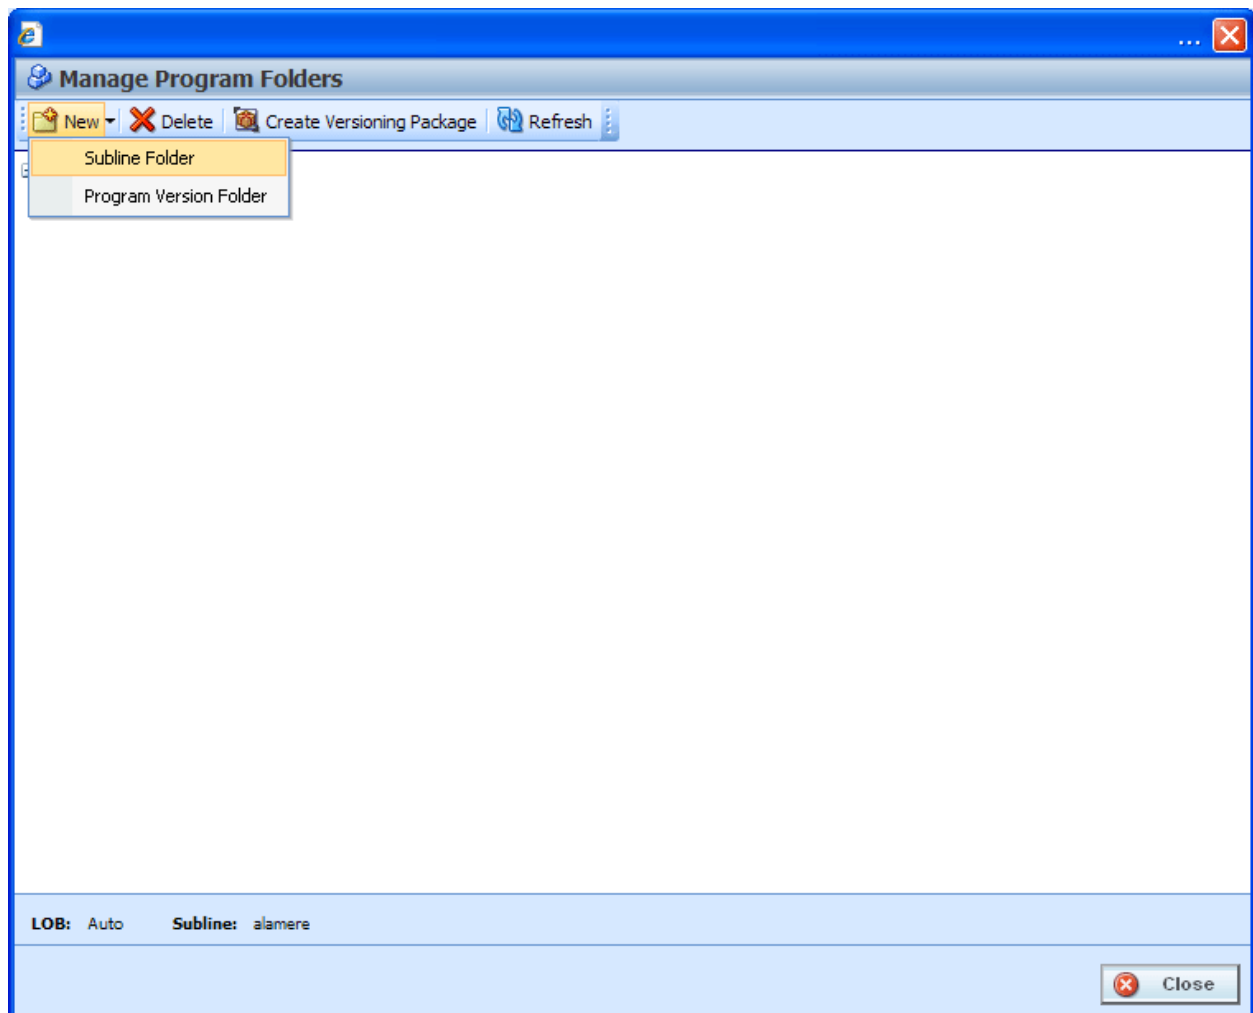 ...
Manage Program Folders
New Delete Create Versioning Package Refresh
Subline Folder
Program Version Folder
LOB: Auto Subline: alamere
Close